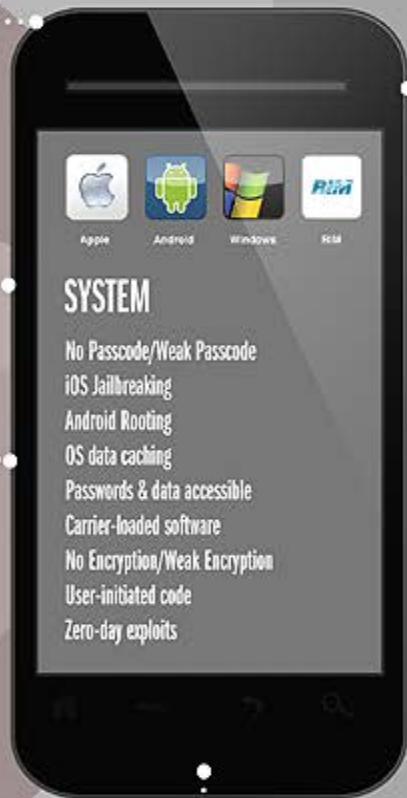 RIM
Apple
Android
Windows
RIM
SYSTEM
No Passcode/Weak Passcode
iOS Jailbreaking
Android Rooting
OS data caching
Passwords & data accessible
Carrier-loaded software
No Encryption/Weak Encryption
User-initiated code
Zero-day exploits